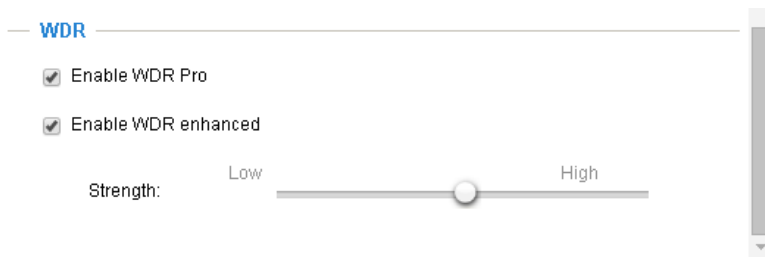 WDR
Enable WDR Pro
Enable WDR enhanced
Low High
Strength: